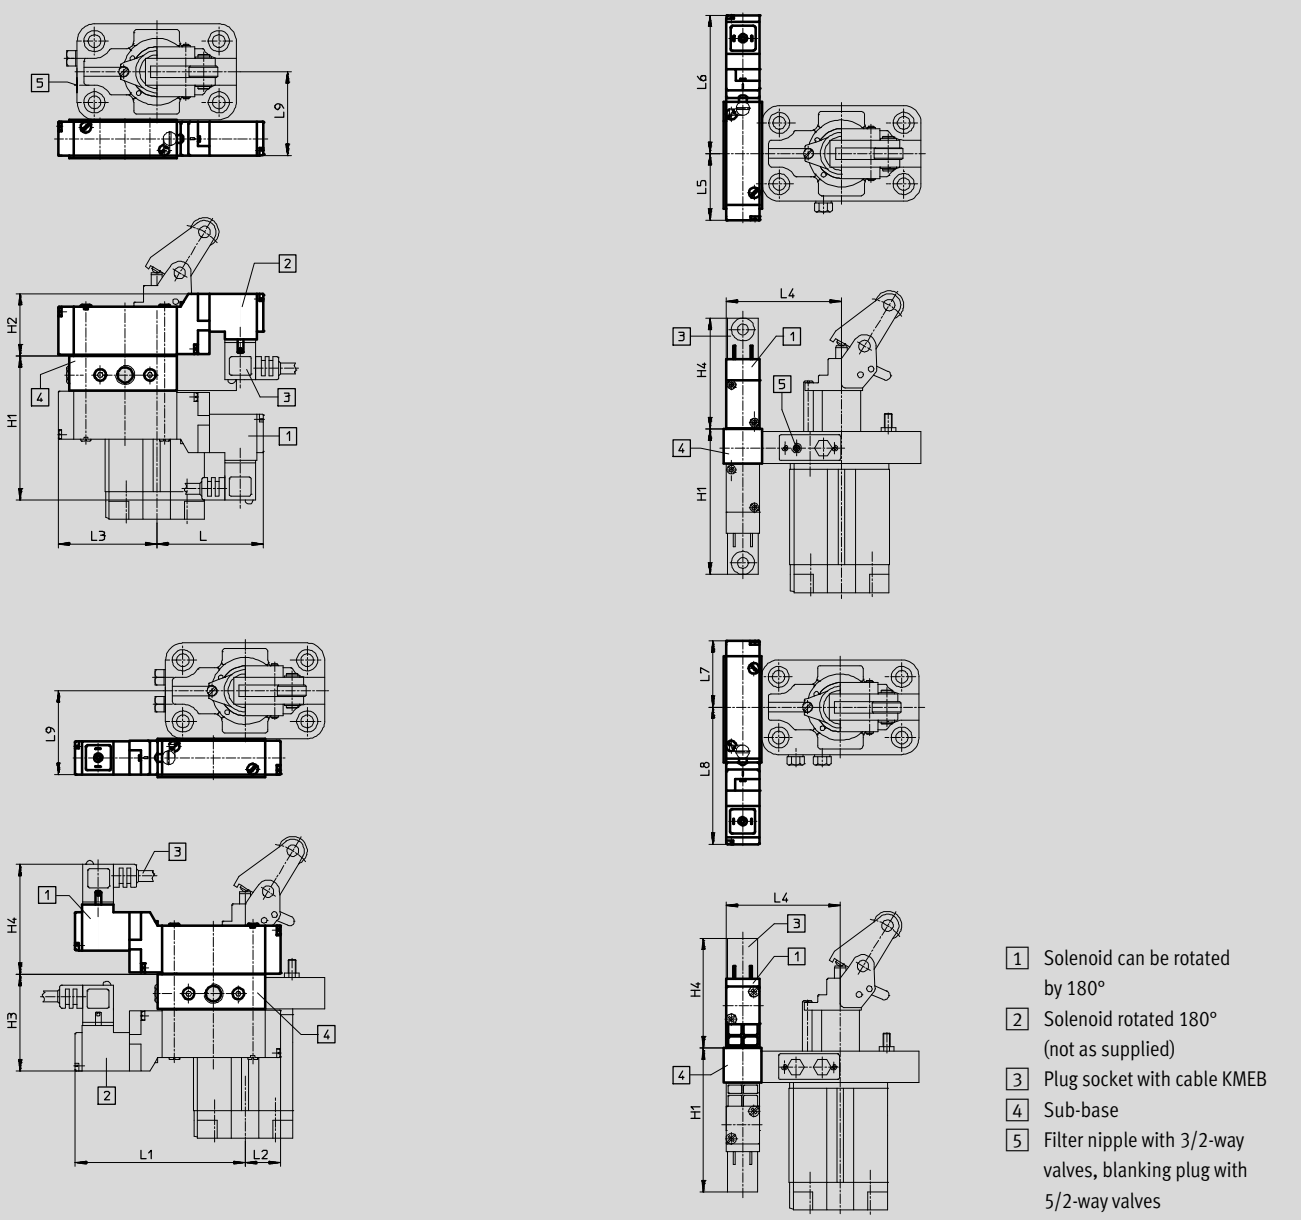 5
L9
2
H2
4
3
H1
1
L3
L
L6
L5
L4
3
1
H4
5
4
H1
L9
3
1
H4
H3
4
2
L1
L2
L7
L8
L4
3
1
H4
4
H1
1 Solenoid can be rotated
by 180°
2 Solenoid rotated 180°
(not as supplied)
3 Plug socket with cable KMEB
4 Sub-base
5 Filter nipple with 3/2-way
valves, blanking plug with
5/2-way valves